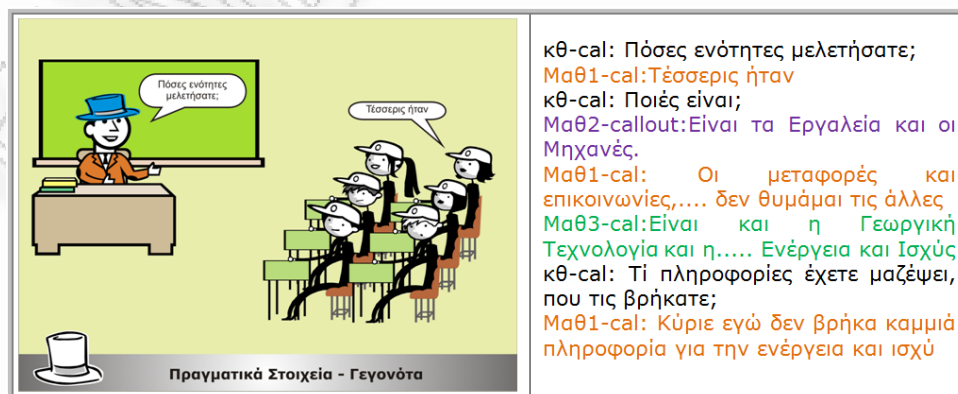 Πόσες ενότητες
μελετήσατε;
Τέσσερις ήταν
Πραγματικά Στοιχεία - Γεγονότα
κθ-cal: Πόσες ενότητες μελετήσατε;
Μαθ1-cal:Τέσσερις ήταν
κθ-cal: Ποιές είναι;
Μαθ2-callout:Είναι τα Εργαλεία και οι
Μηχανές.
Μαθ1-cal: Οι μεταφορές και
επικοινωνίες,.... δεν θυμάμαι τις άλλες
Μαθ3-cal:Είναι και η Γεωργική
Τεχνολογία και η..... Ενέργεια και Ισχύς
κθ-cal: Τί πληροφορίες έχετε μαζέψει,
που τις βρήκατε;
Μαθ1-cal: Κύριε εγώ δεν βρήκα καμμιά
πληροφορία για την ενέργεια και ισχύ